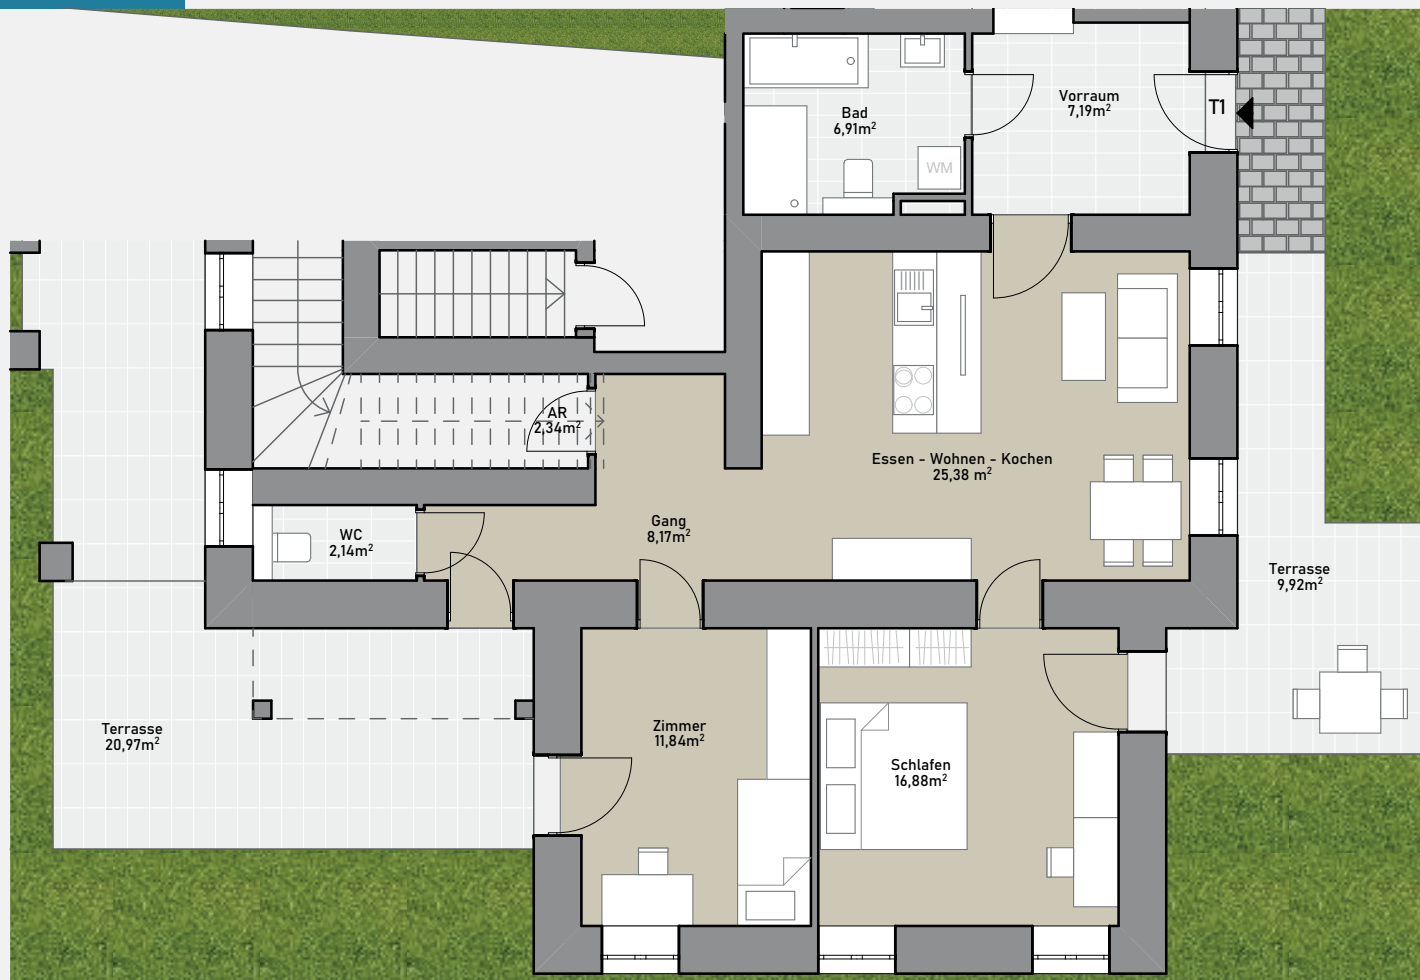 Bad
6,91m²
Vorraum
7,19m²
T1
WM
AR
2,34m²
Essen - Wohnen - Kochen
25,38 m²
WC
2,14m²
Gang
8,17m²
Terrasse
9,92m²
Terrasse
20,97m²
Zimmer
11,84m²
Schlafen
16,88m²